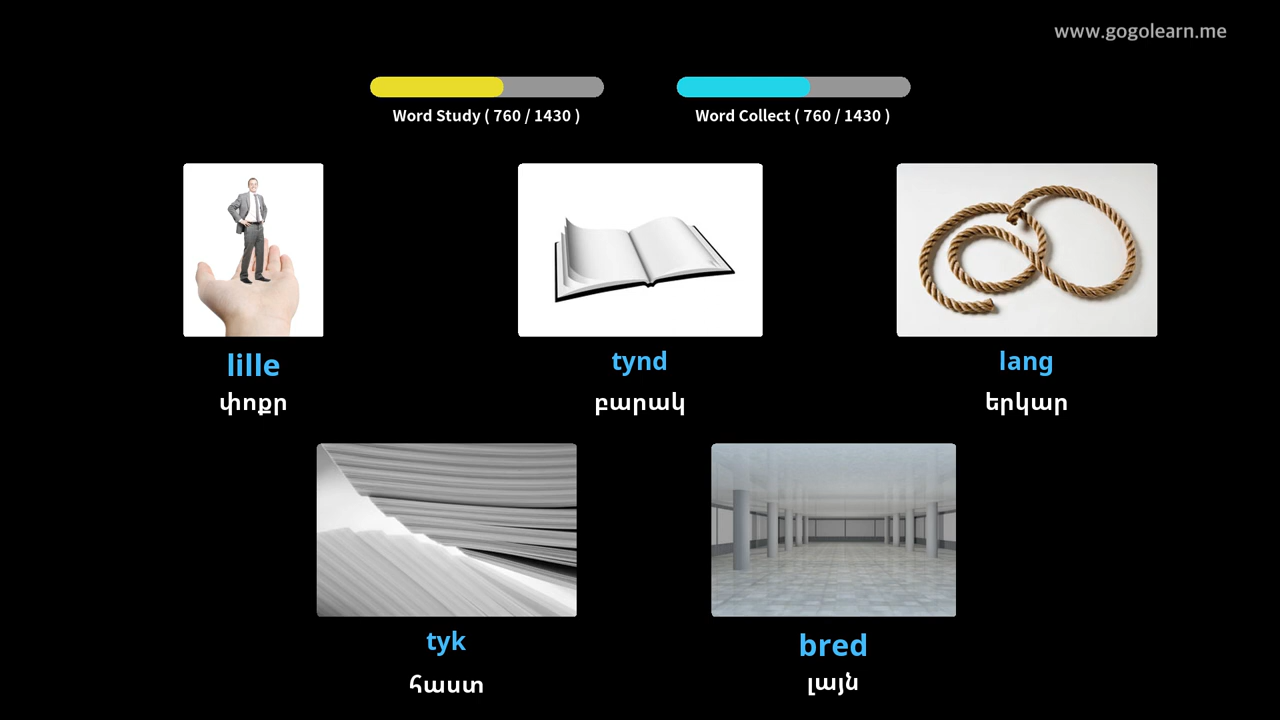 www.gogolearn.me
Word Study ( 760 / 1430 )
Word Collect ( 760 / 1430 )
lille
փոքր
tynd
բարակ
lang
երկար
tyk
հաստ
bred
լայն